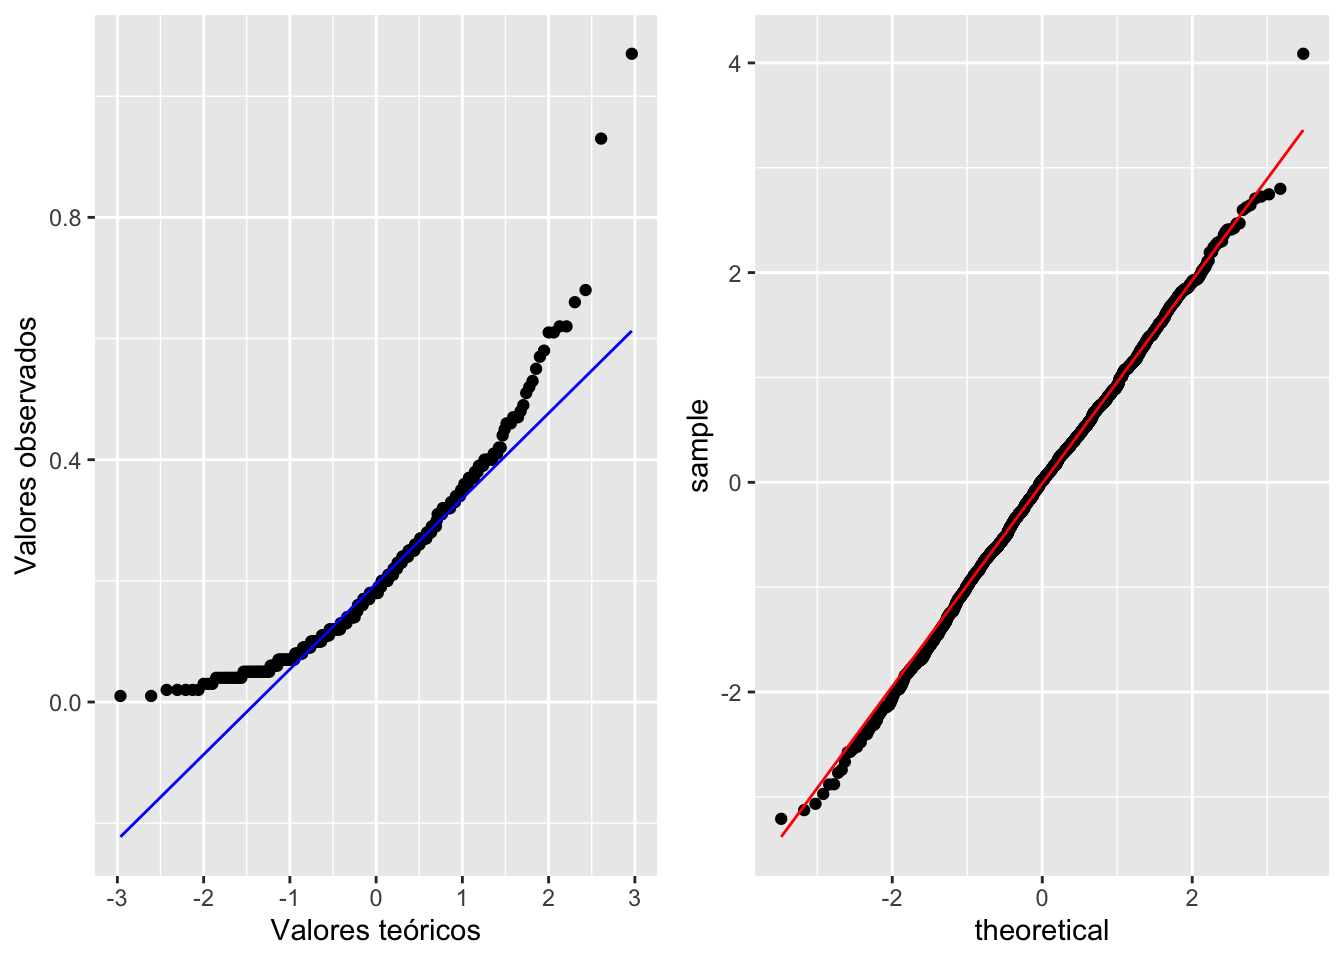 Valores observados
0.8
0.4
0.0
-3 -2 -1 0 1 2 3
Valores teóricos
sample
4
2
0
-2
-2 0 2
theoretical